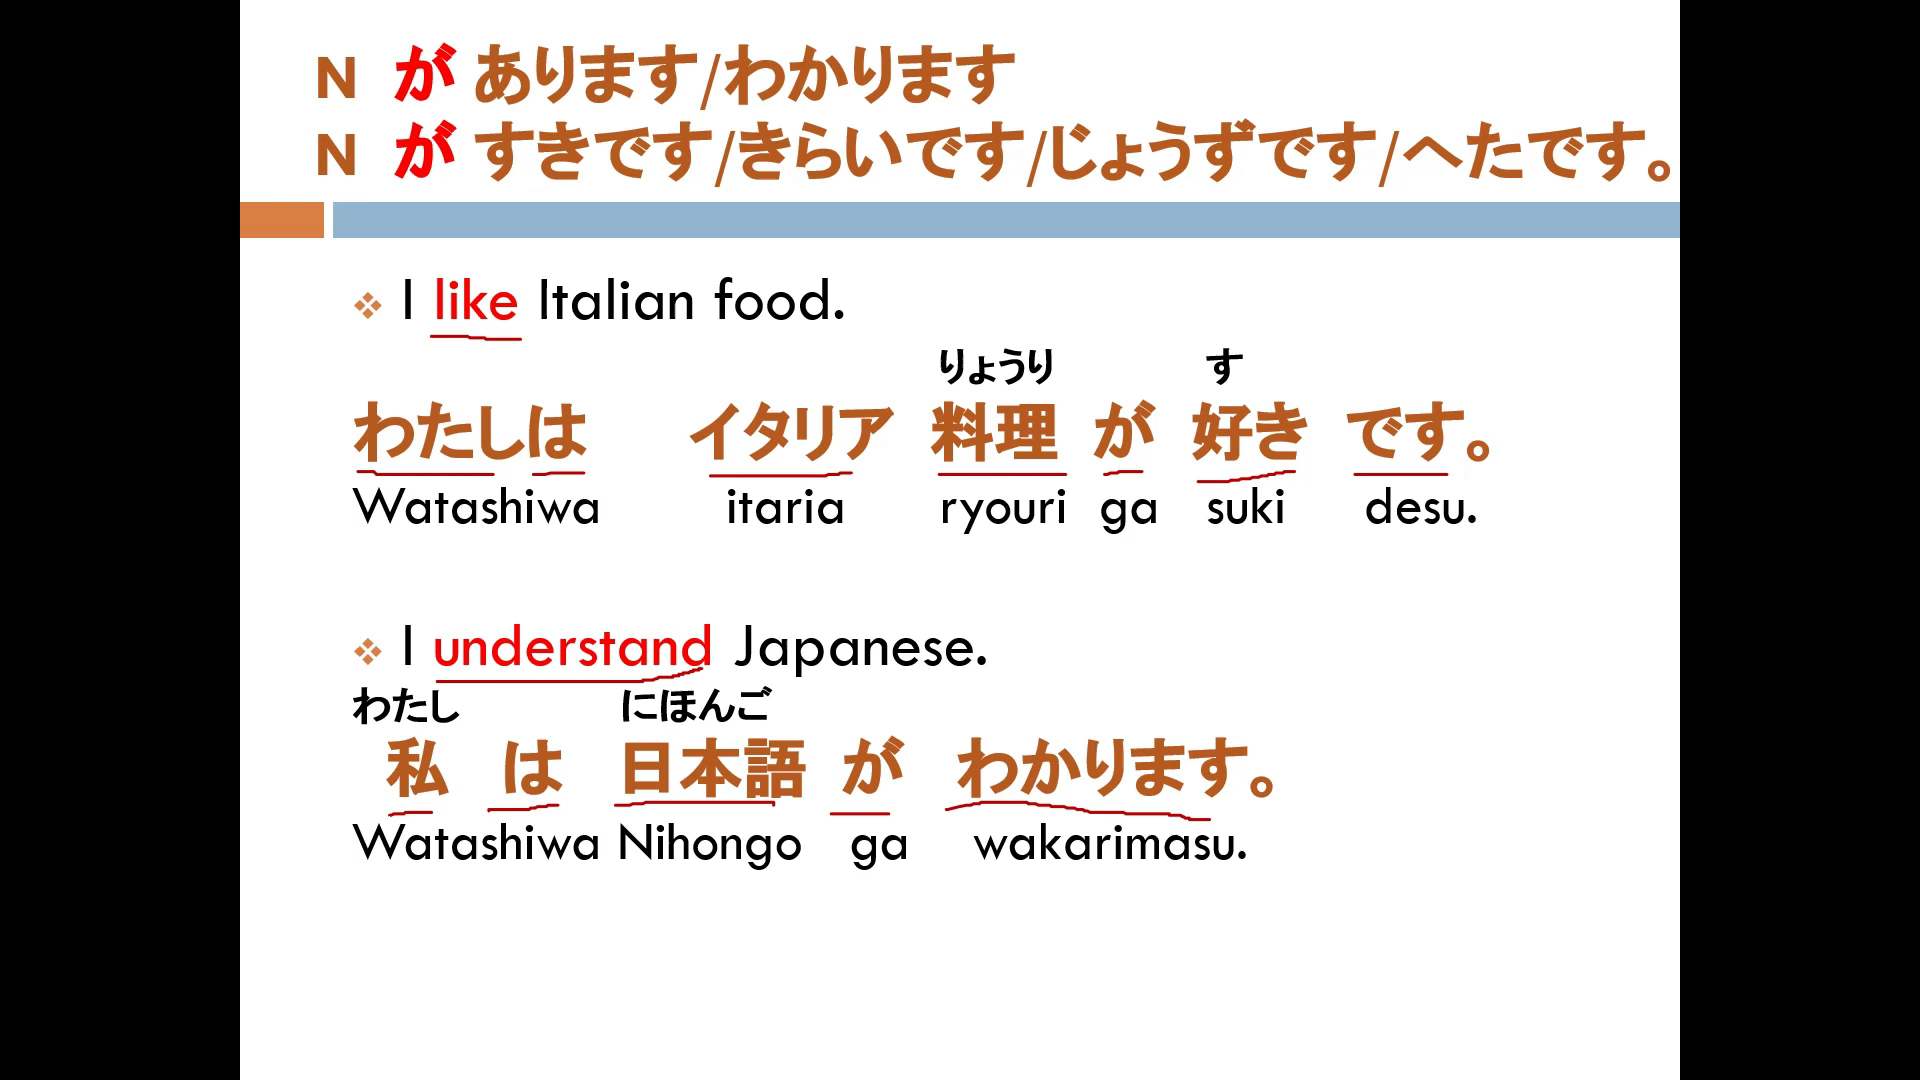 N が あります/わかります
N が すきです/きらいです/じょうずです/へたです。
I like Italian food.
りょうり す
わたしは イタリア 料理 が 好き です。
Watashiwa itaria ryouri ga suki desu.
I understand Japanese.
わたし にほんご
私 は 日本語 が わかります。
Watashiwa Nihongo ga wakarimasu.